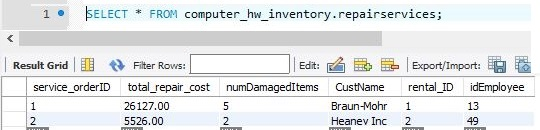 1 SELECT * FROM computer_hw_inventory.repairservices;
Result Grid Filter Rows: Edit: Export/Import:
service_orderID total_repair_cost numDamagedItems CustName rental_ID idEmployee
1 26127.00 5 Braun-Mohr 1 13
2 5526.00 2 Heaney Inc 2 49